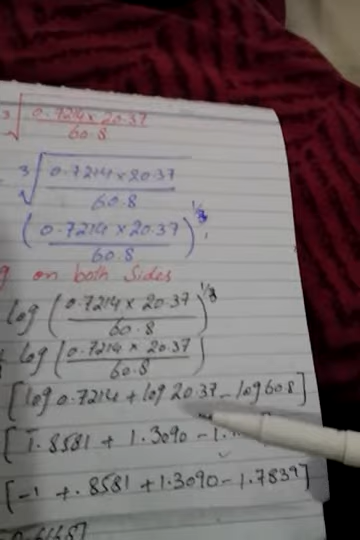 3√(0.7214 × 20.37 / 60.8)
= 3√(0.7214 × 20.37 / 60.8)
(0.7214 × 20.37 / 60.8)^1/3
on both Sides
log (0.7214 × 20.37 / 60.8)^1/3
log (0.7214 × 20.37 / 60.8)
[log 0.7214 + log 20.37 - log 60.8]
[1̄.8581 + 1.3090 - 1.
[-1 + .8581 + 1.3090 - 1.7839]